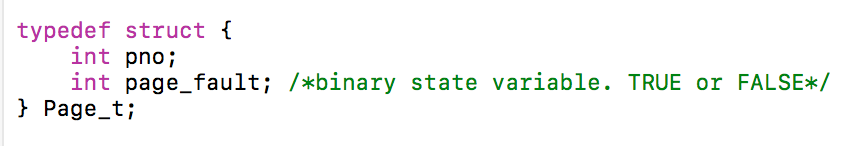 typedef struct {
    int pno;
    int page_fault; /*binary state variable. TRUE or FALSE*/
} Page_t;